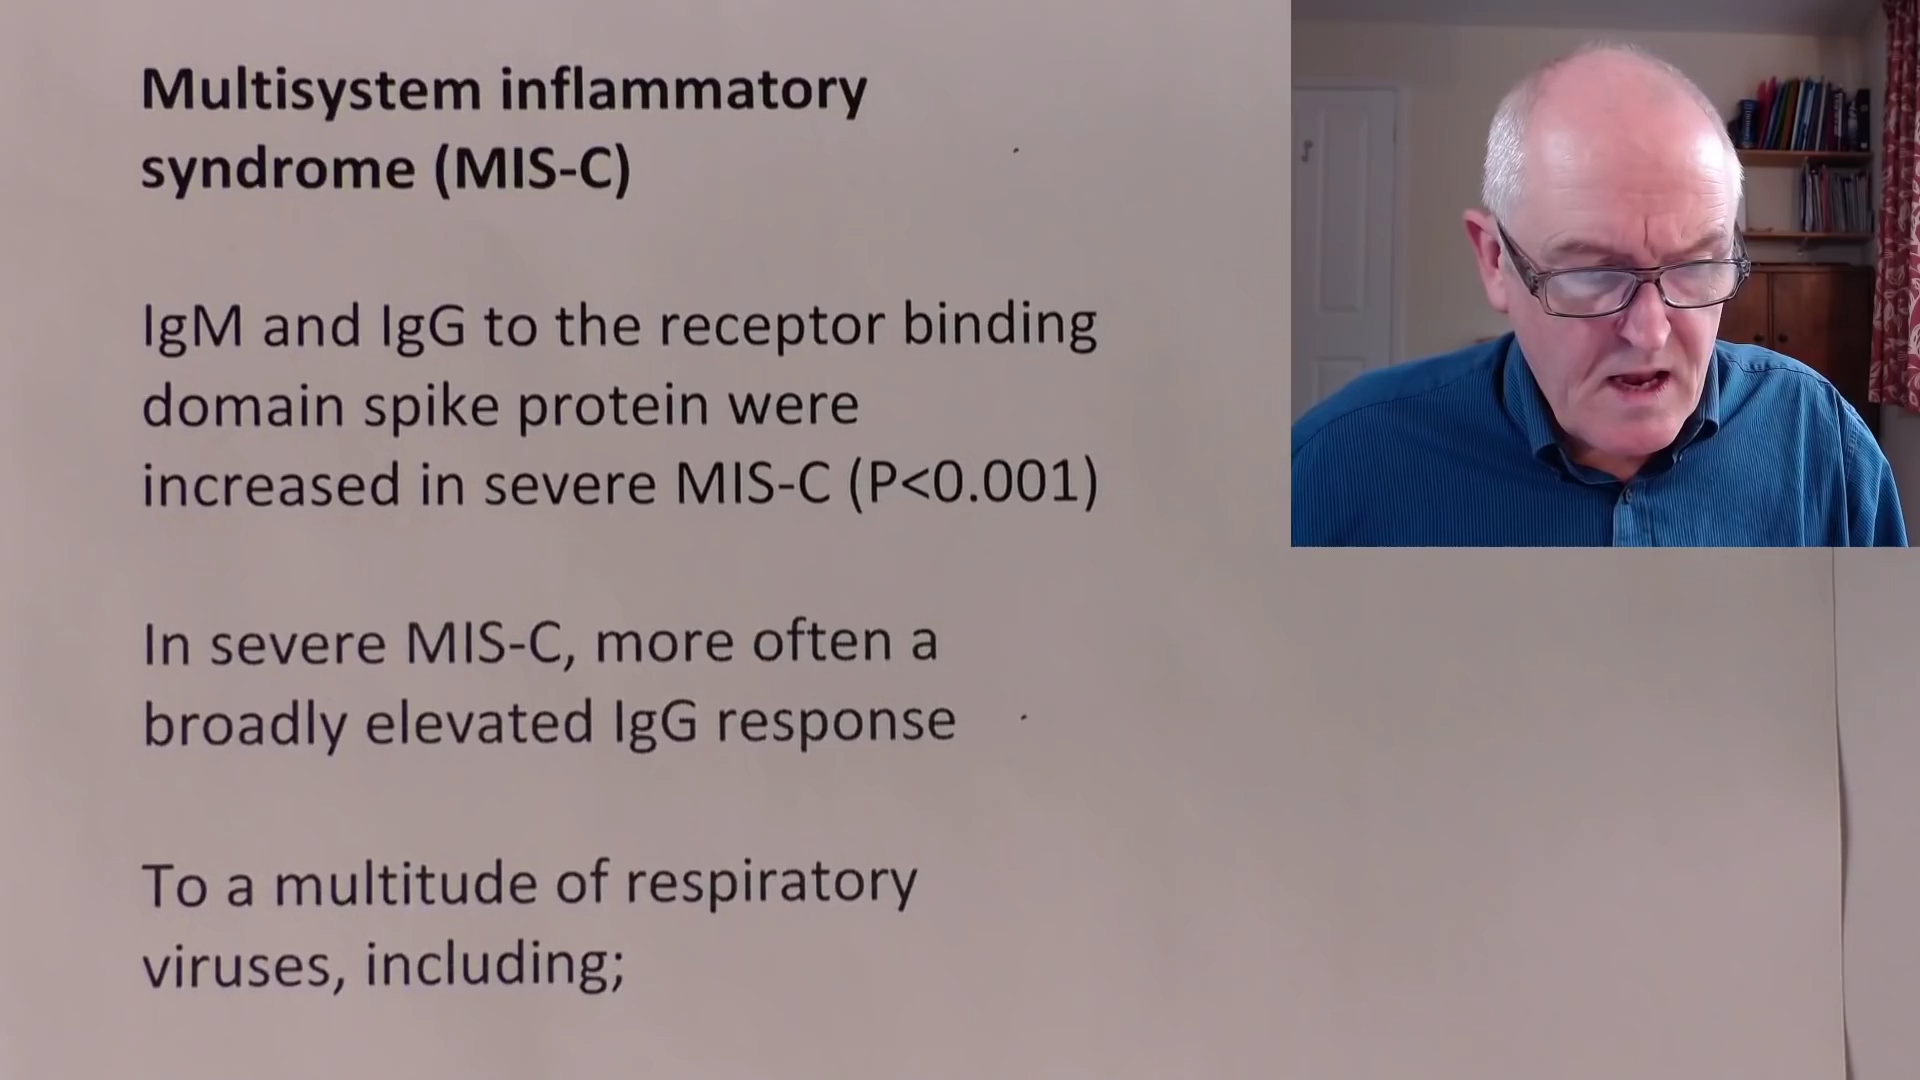 Multisystem inflammatory
syndrome (MIS-C)
IgM and IgG to the receptor binding
domain spike protein were
increased in severe MIS-C (P<0.001)
In severe MIS-C, more often a
broadly elevated IgG response
To a multitude of respiratory
viruses, including;